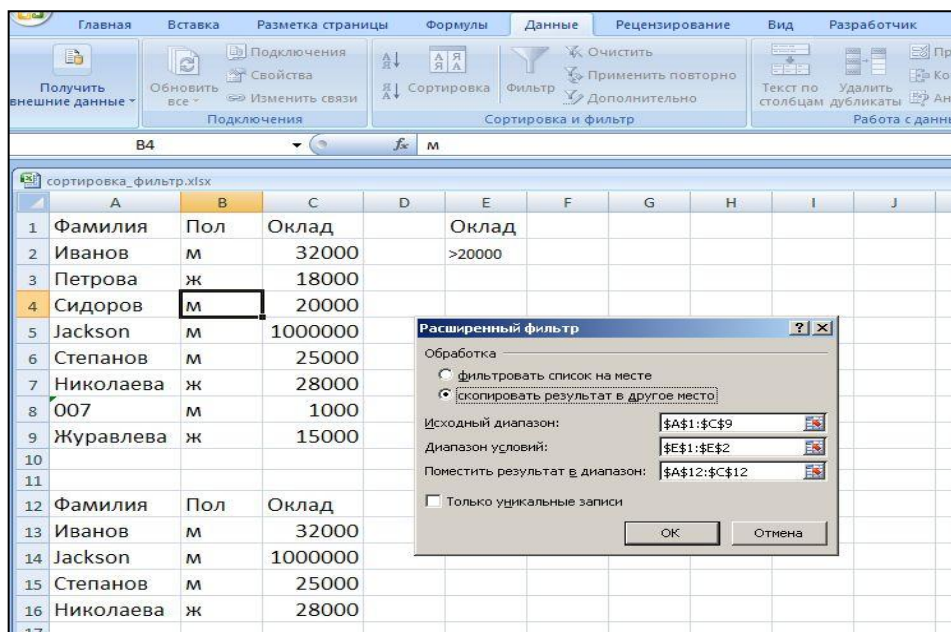 Главная Вставка Разметка страницы Формулы Данные Рецензирование Вид Разработчик
Получить внешние данные
Обновить все
Подключения
Свойства
Изменить связи
Подключения
Сортировка
Фильтр
Очистить
Применить повторно
Дополнительно
Сортировка и фильтр
Текст по столбцам
Удалить дубликаты
Работа с данн
B4 fx м
сортировка_фильтр.xlsx
A B C D E F G H I J
1 Фамилия Пол Оклад Оклад
2 Иванов м 32000 >20000
3 Петрова ж 18000
4 Сидоров м 20000
5 Jackson м 1000000
6 Степанов м 25000
7 Николаева ж 28000
8 007 м 1000
9 Журавлева ж 15000
10
11
12 Фамилия Пол Оклад
13 Иванов м 32000
14 Jackson м 1000000
15 Степанов м 25000
16 Николаева ж 28000
Расширенный фильтр
Обработка
фильтровать список на месте
скопировать результат в другое место
Исходный диапазон: $A$1:$C$9
Диапазон условий: $E$1:$E$2
Поместить результат в диапазон: $A$12:$C$12
Только уникальные записи
ОК Отмена